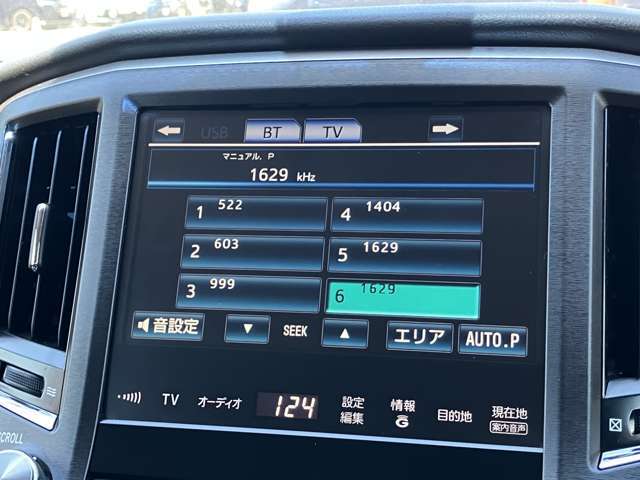 USB BT TV
マニュアル. P
1629 kHz
1 522
4 1404
2 603
5 1629
3 999
6 1629
音設定 ▼ SEEK ▲ エリア AUTO.P
TV オーディオ 124 設定 編集 情報 G 目的地 現在地 案内音声
SCROLL